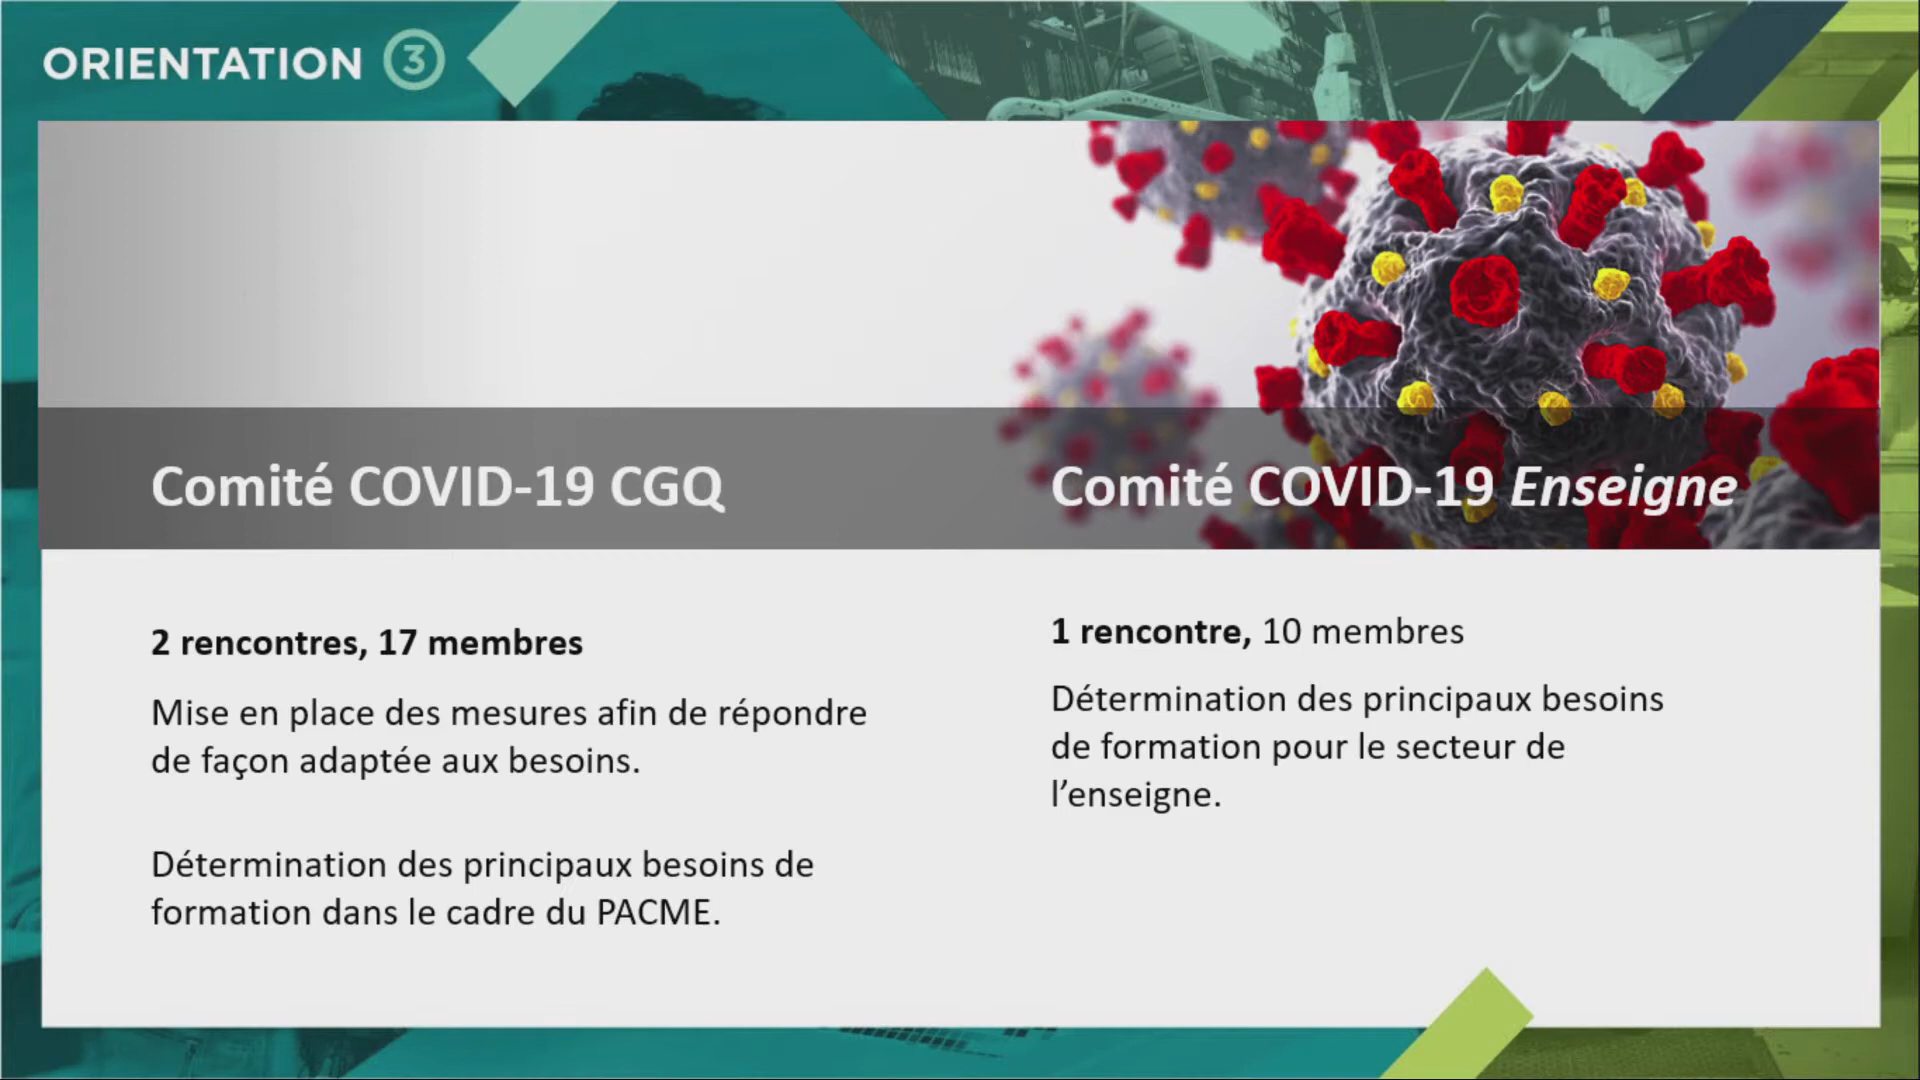 ORIENTATION 3
Comité COVID-19 CGQ
2 rencontres, 17 membres
Mise en place des mesures afin de répondre
de façon adaptée aux besoins.
Détermination des principaux besoins de
formation dans le cadre du PACME.
Comité COVID-19 Enseigne
1 rencontre, 10 membres
Détermination des principaux besoins
de formation pour le secteur de
l’enseigne.